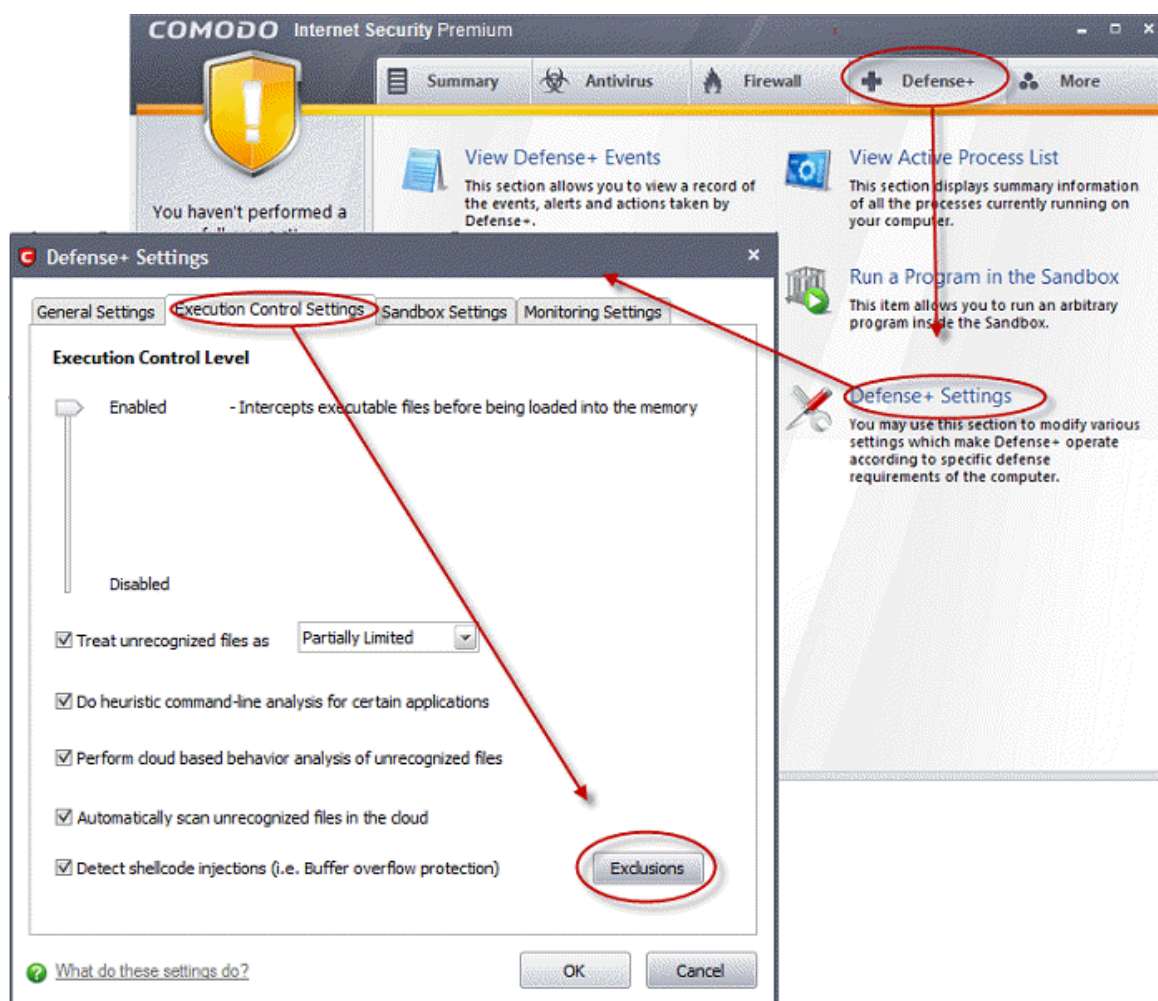 COMODO Internet Security Premium
Summary
Antivirus
Firewall
Defense+
More
You haven't performed a
View Defense+ Events
This section allows you to view a record of
the events, alerts and actions taken by
Defense+.
View Active Process List
This section displays summary information
of all the processes currently running on
your computer.
Run a Program in the Sandbox
This item allows you to run an arbitrary
program inside the Sandbox.
Defense+ Settings
You may use this section to modify various
settings which make Defense+ operate
according to specific defense
requirements of the computer.
Defense+ Settings
General Settings
Execution Control Settings
Sandbox Settings
Monitoring Settings
Execution Control Level
Enabled - Intercepts executable files before being loaded into the memory
Disabled
Treat unrecognized files as Partially Limited
Do heuristic command-line analysis for certain applications
Perform cloud based behavior analysis of unrecognized files
Automatically scan unrecognized files in the cloud
Detect shellcode injections (i.e. Buffer overflow protection) Exclusions
What do these settings do?
OK
Cancel